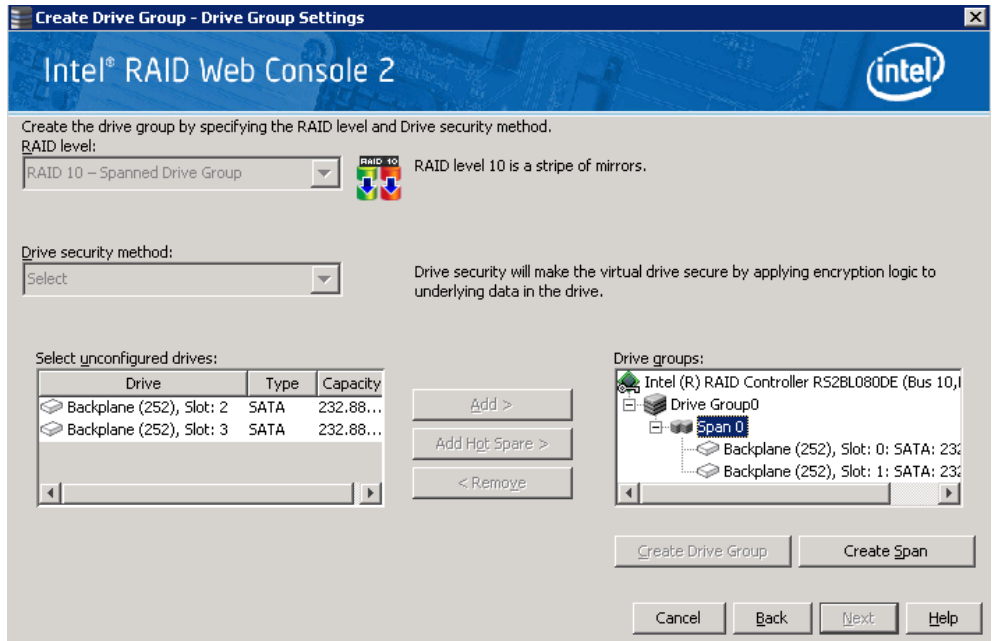 Create Drive Group - Drive Group Settings
Intel® RAID Web Console 2
intel
Create the drive group by specifying the RAID level and Drive security method.
RAID level:
RAID 10 – Spanned Drive Group
RAID 10
RAID level 10 is a stripe of mirrors.
Drive security method:
Select
Drive security will make the virtual drive secure by applying encryption logic to
underlying data in the drive.
Select unconfigured drives:
Drive Type Capacity
Backplane (252), Slot: 2 SATA 232.88...
Backplane (252), Slot: 3 SATA 232.88...
Add >
Add Hot Spare >
< Remove
Drive groups:
Intel (R) RAID Controller RS2BL080DE (Bus 10,
Drive Group0
Span 0
Backplane (252), Slot: 0: SATA: 232
Backplane (252), Slot: 1: SATA: 232
Create Drive Group
Create Span
Cancel
Back
Next
Help